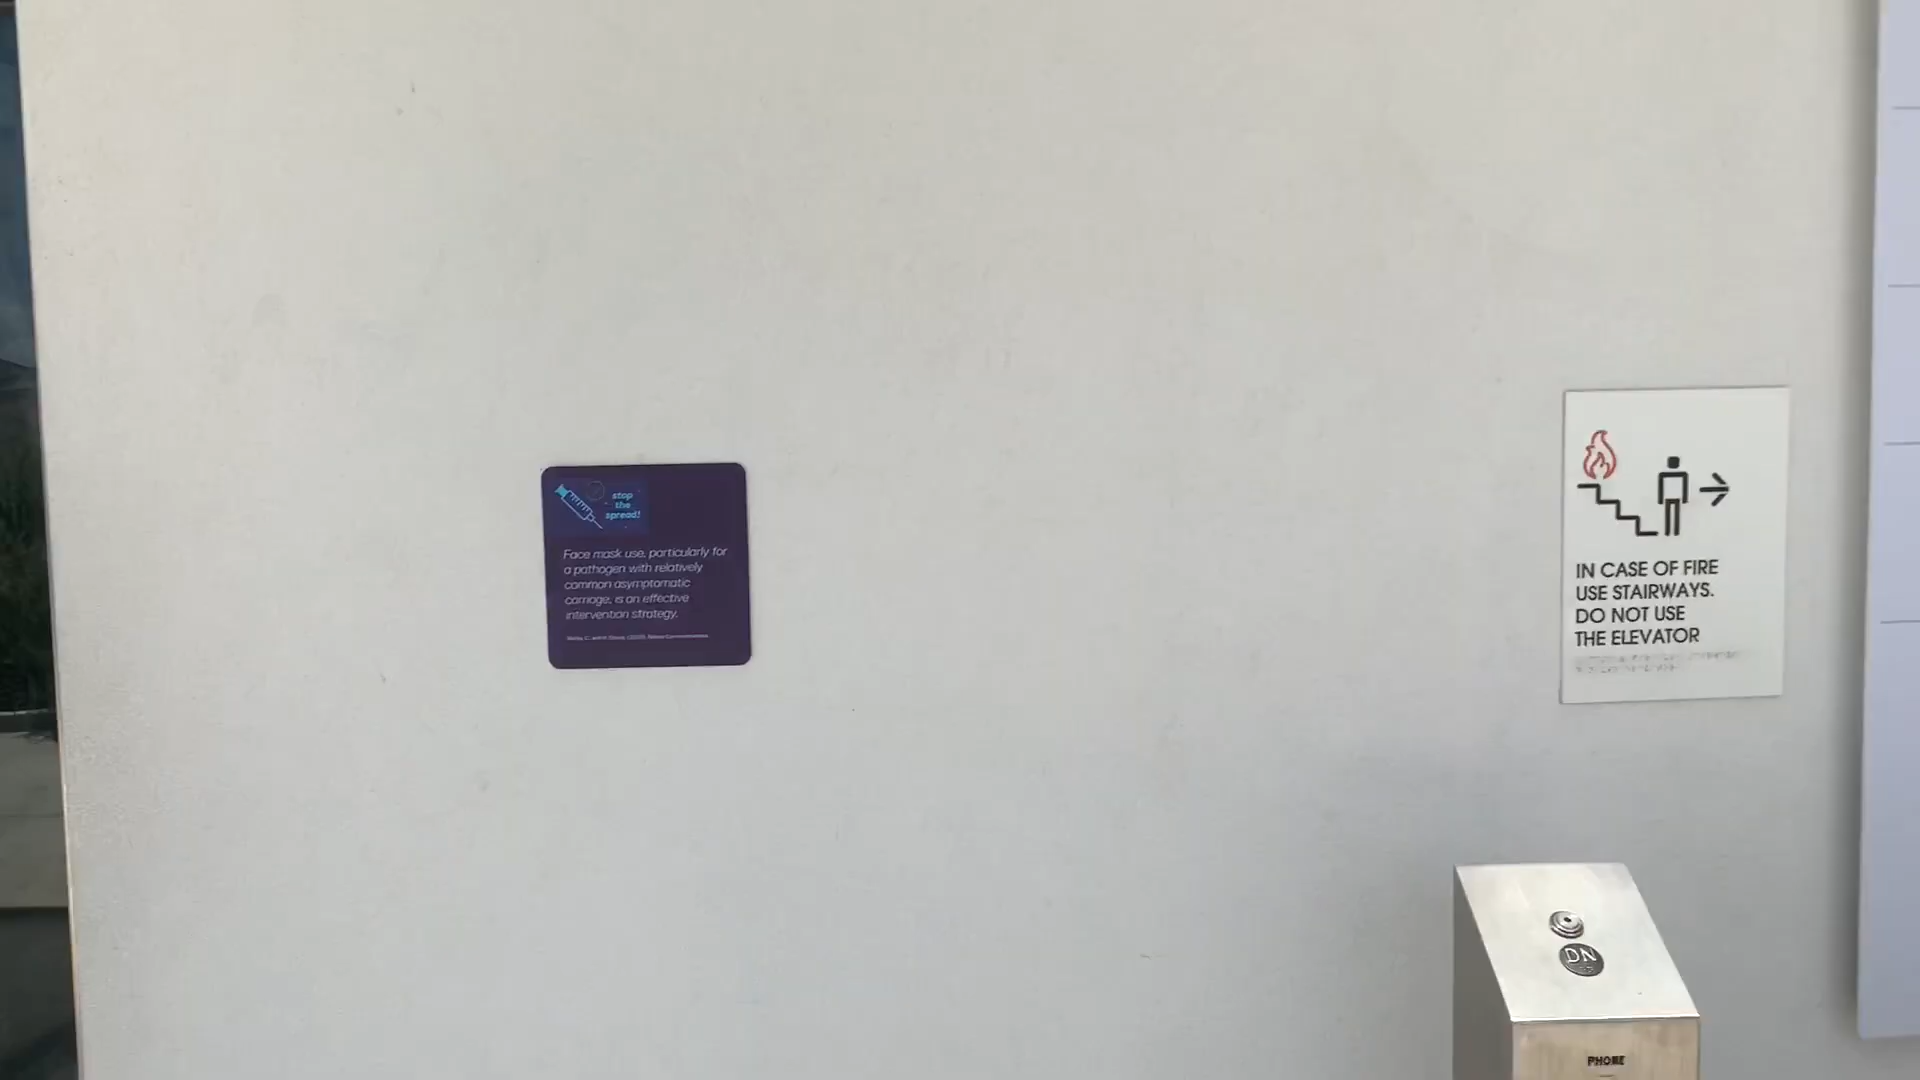 stop
the
spread!
Face mask use, particularly for
a pathogen with relatively
common asymptomatic
carriage, is an effective
intervention strategy.
IN CASE OF FIRE
USE STAIRWAYS.
DO NOT USE
THE ELEVATOR
DN
PHONE